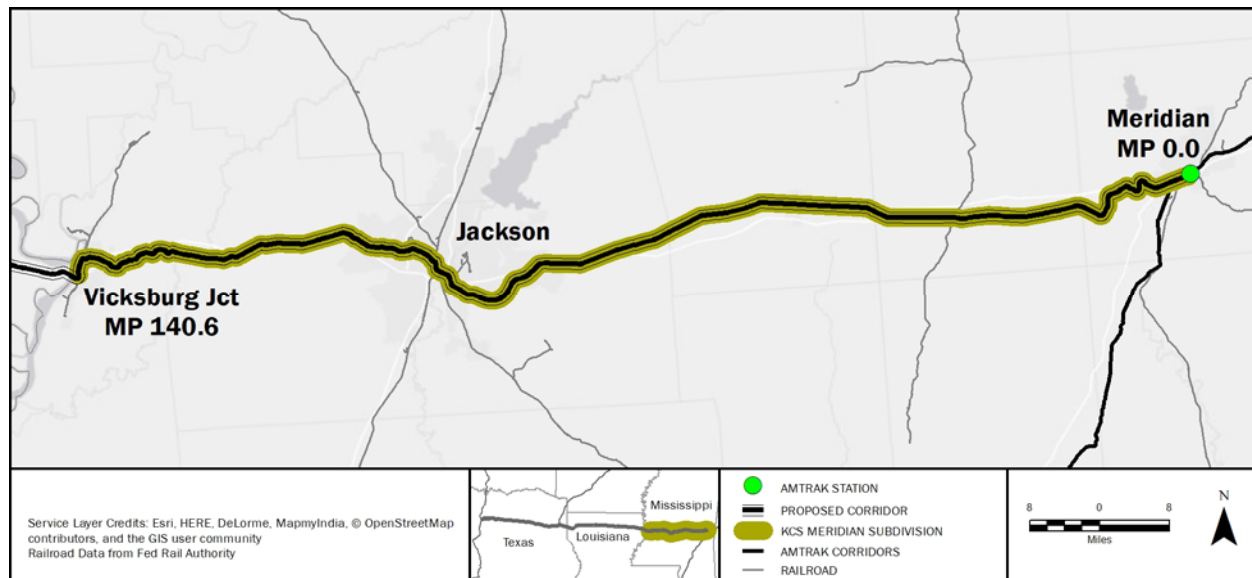 Meridian
MP 0.0
Jackson
Vicksburg Jct
MP 140.6
Service Layer Credits: Esri, HERE, DeLorme, MapmyIndia, © OpenStreetMap
contributors, and the GIS user community
Railroad Data from Fed Rail Authority
Mississippi
Louisiana
Texas
AMTRAK STATION
PROPOSED CORRIDOR
KCS MERIDIAN SUBDIVISION
AMTRAK CORRIDORS
RAILROAD
8 0 8
Miles
N